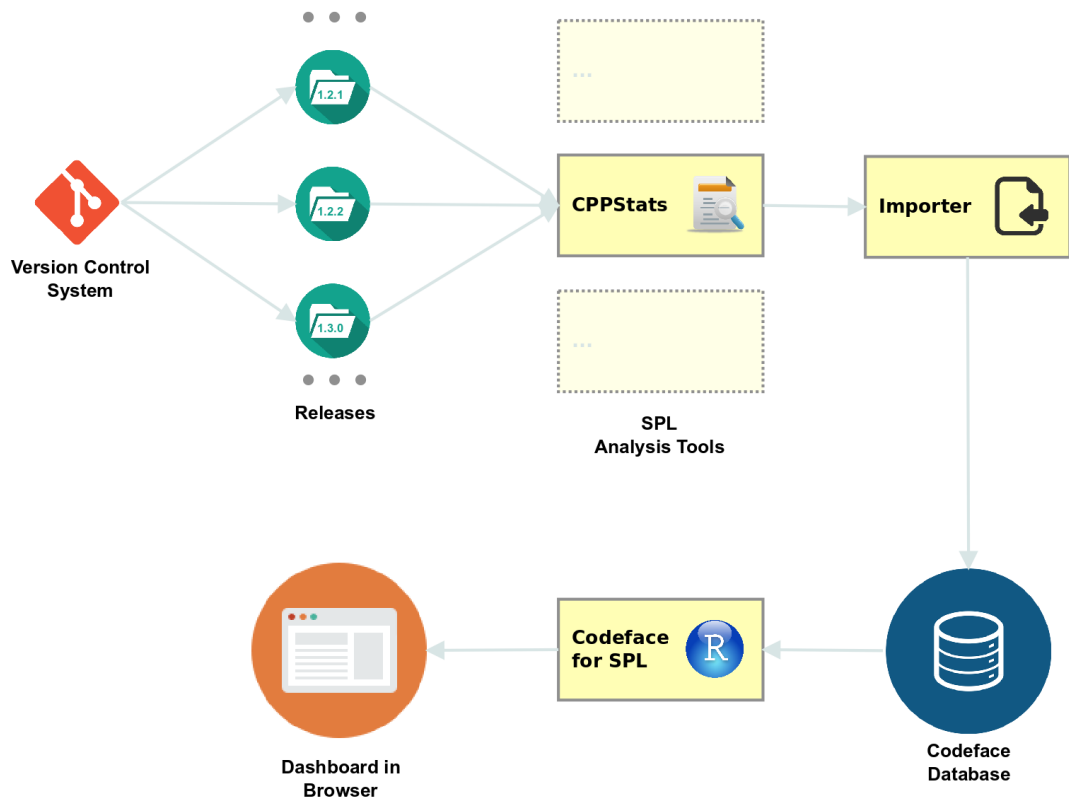 ...
1.2.1
CPPStats
Importer
1.2.2
Version Control
System
1.3.0
...
Releases
SPL
Analysis Tools
Codeface
for SPL
R
Dashboard in
Browser
Codeface
Database